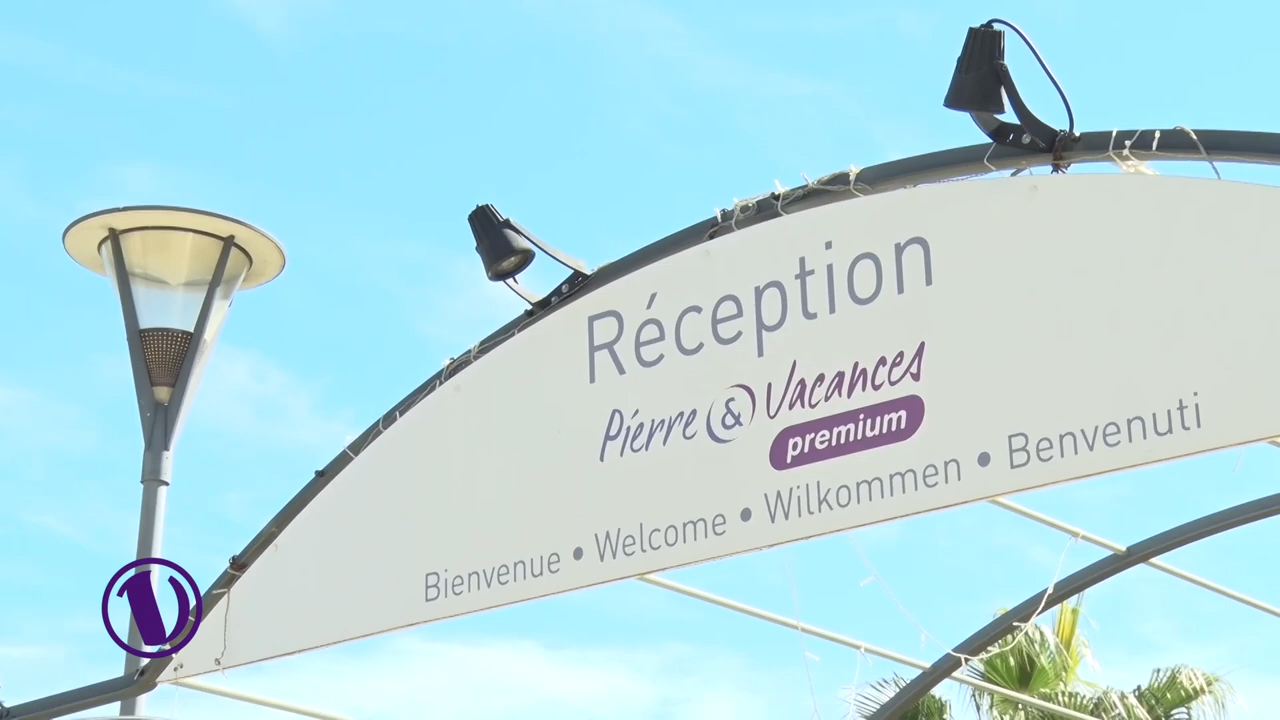 Réception
Pierre & Vacances
premium
Bienvenue • Welcome • Wilkommen • Benvenuti